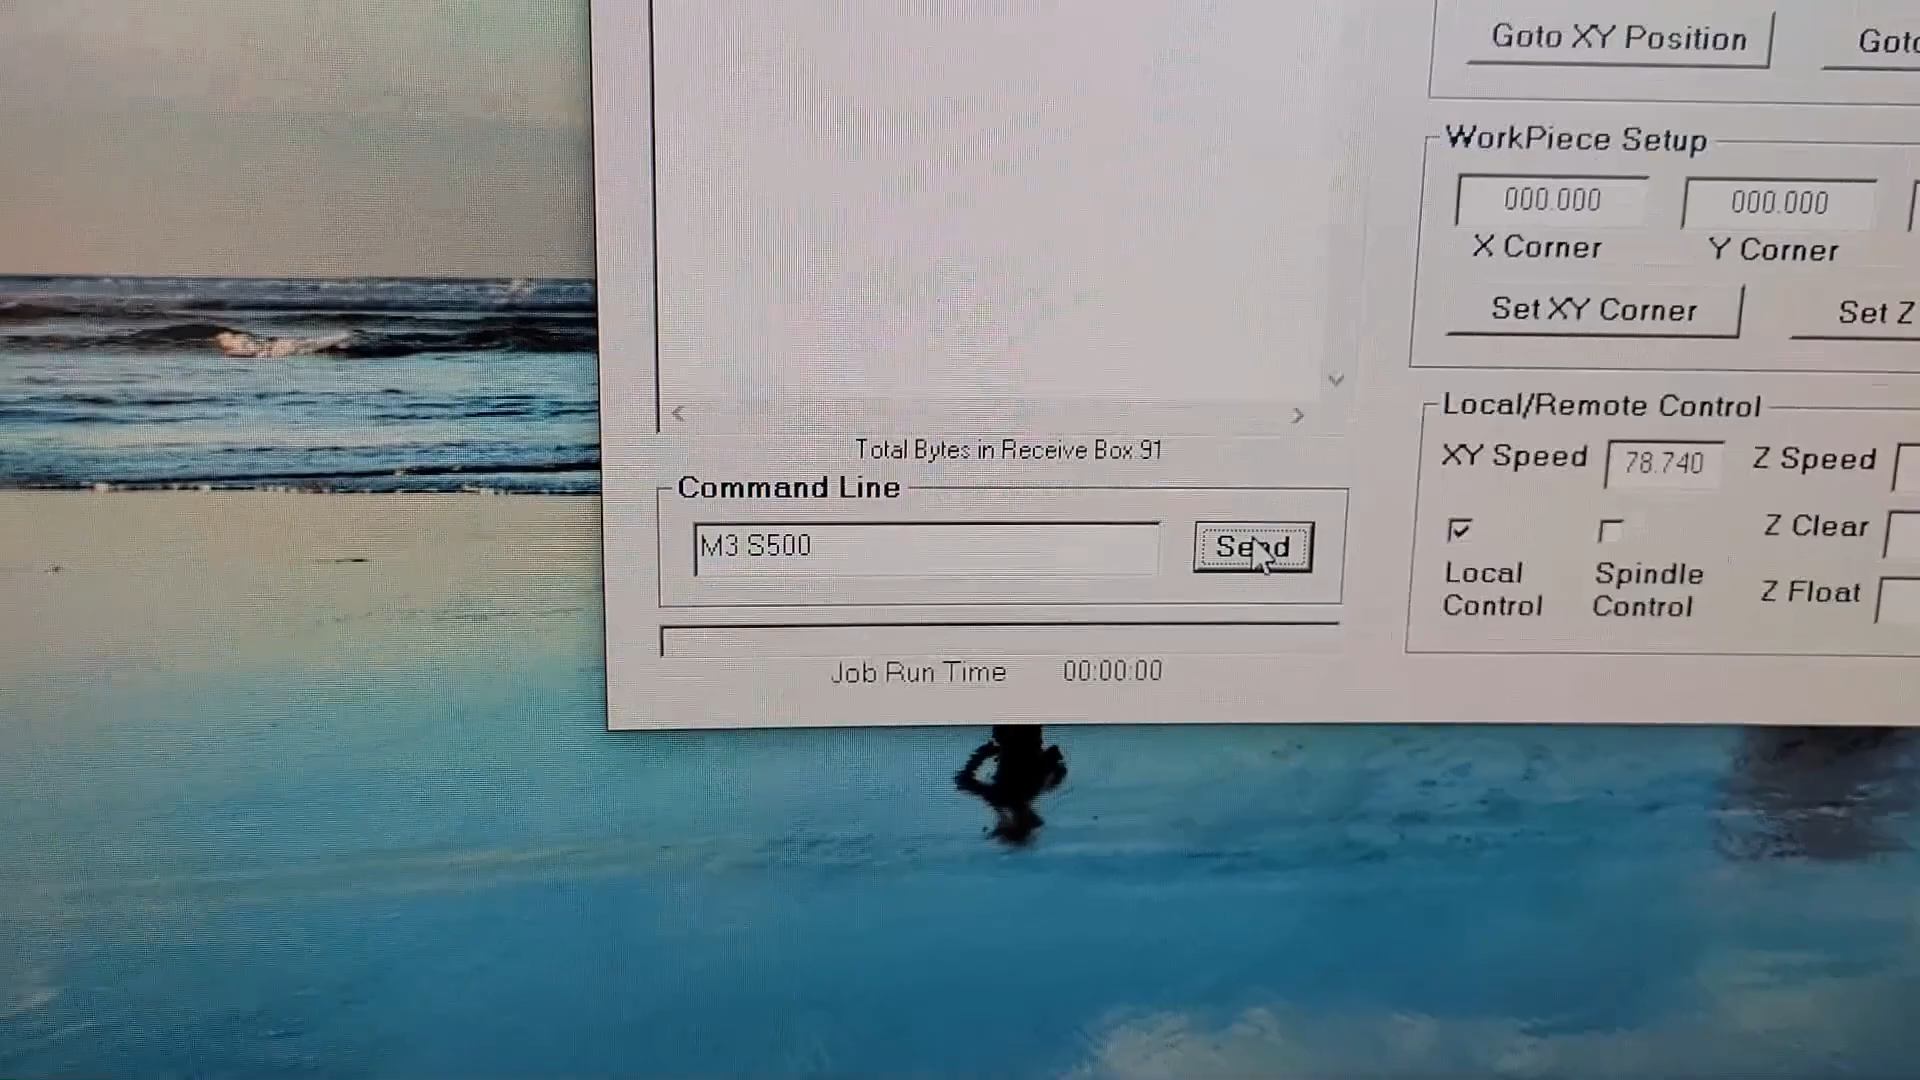 Goto XY Position
WorkPiece Setup
000.000
000.000
X Corner
Y Corner
Set XY Corner
Set Z
Local/Remote Control
XY Speed
78.740
Z Speed
Z Clear
Local Control
Spindle Control
Z Float
Total Bytes in Receive Box 91
Command Line
M3 S500
Send
Job Run Time
00:00:00